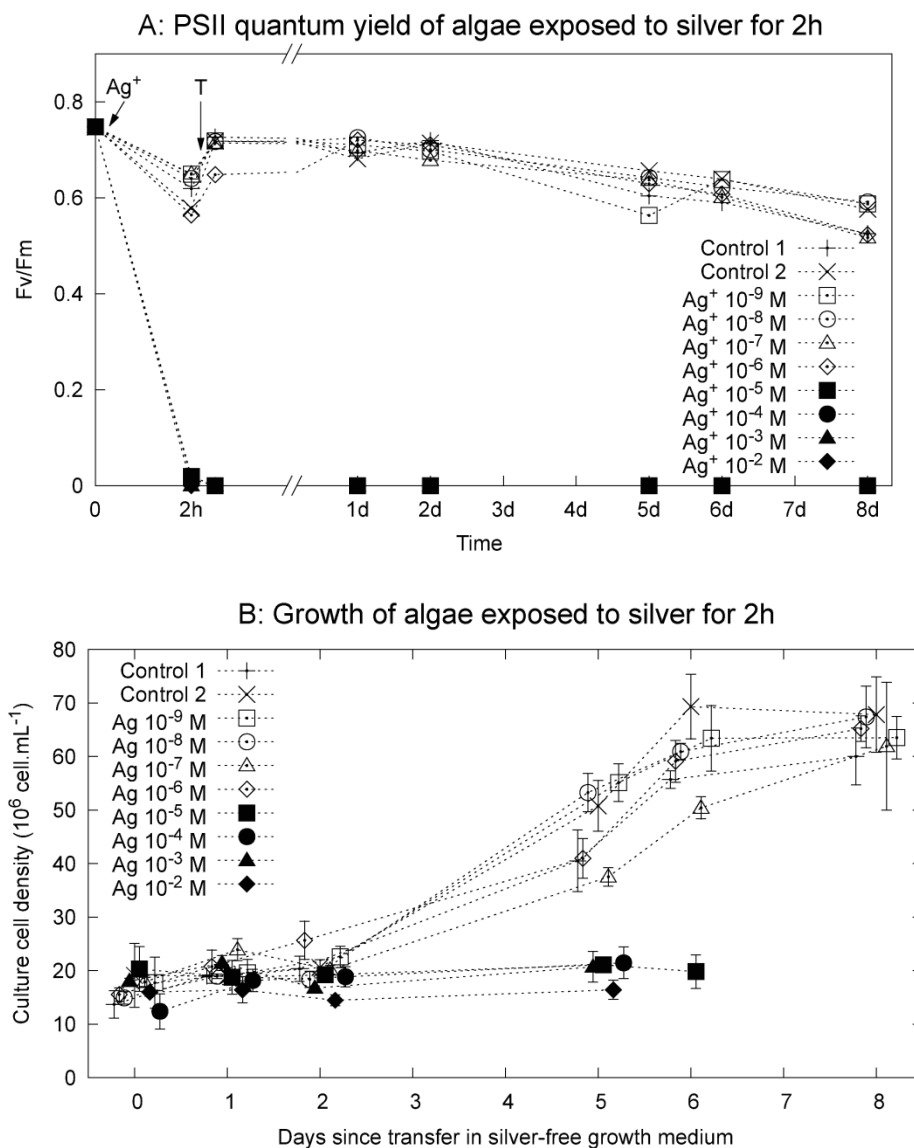 A: PSII quantum yield of algae exposed to silver for 2h
Ag⁺ T
0.8
0.6
0.4
0.2
0
Fv/Fm
Control 1
Control 2
Ag⁺ 10⁻⁹ M
Ag⁺ 10⁻⁸ M
Ag⁺ 10⁻⁷ M
Ag⁺ 10⁻⁶ M
Ag⁺ 10⁻⁵ M
Ag⁺ 10⁻⁴ M
Ag⁺ 10⁻³ M
Ag⁺ 10⁻² M
0 2h 1d 2d 3d 4d 5d 6d 7d 8d
Time
B: Growth of algae exposed to silver for 2h
80
70
60
50
40
30
20
10
0
Culture cell density (10⁶ cell.mL⁻¹)
Control 1
Control 2
Ag 10⁻⁹ M
Ag 10⁻⁸ M
Ag 10⁻⁷ M
Ag 10⁻⁶ M
Ag 10⁻⁵ M
Ag 10⁻⁴ M
Ag 10⁻³ M
Ag 10⁻² M
0 1 2 3 4 5 6 7 8
Days since transfer in silver-free growth medium